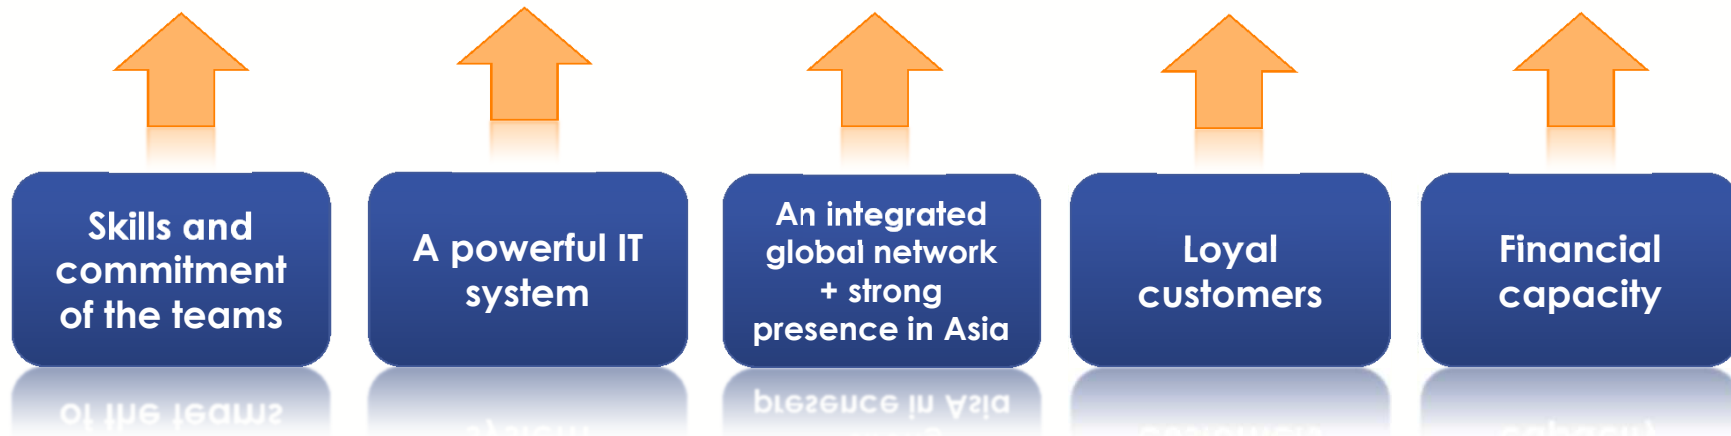 Skills and
commitment
of the teams
A powerful IT
system
An integrated
global network
+ strong
presence in Asia
Loyal
customers
Financial
capacity